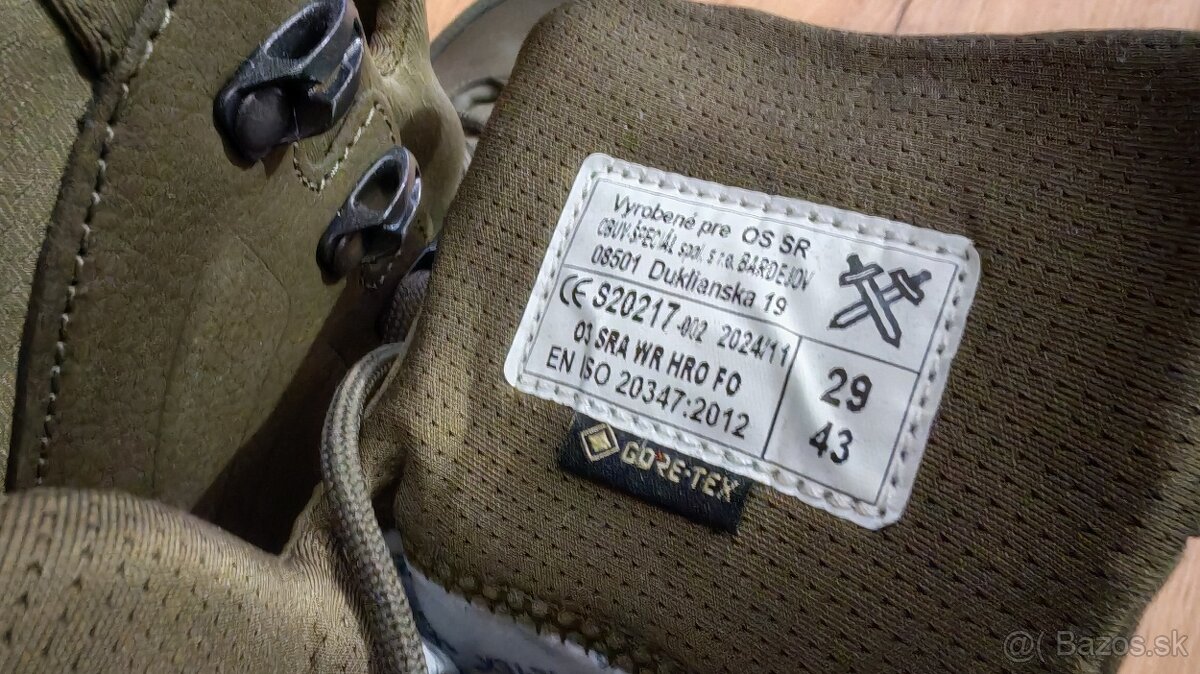 Vyrobené pre OS SR
OBUV-ŠPECIÁL spol. s r.o. BARDEJOV
08501 Duklianska 19
CE S20217-002 2024/11
03 SRA WR HRO FO
EN ISO 20347:2012
29
43
GORE-TEX
Bazos.sk